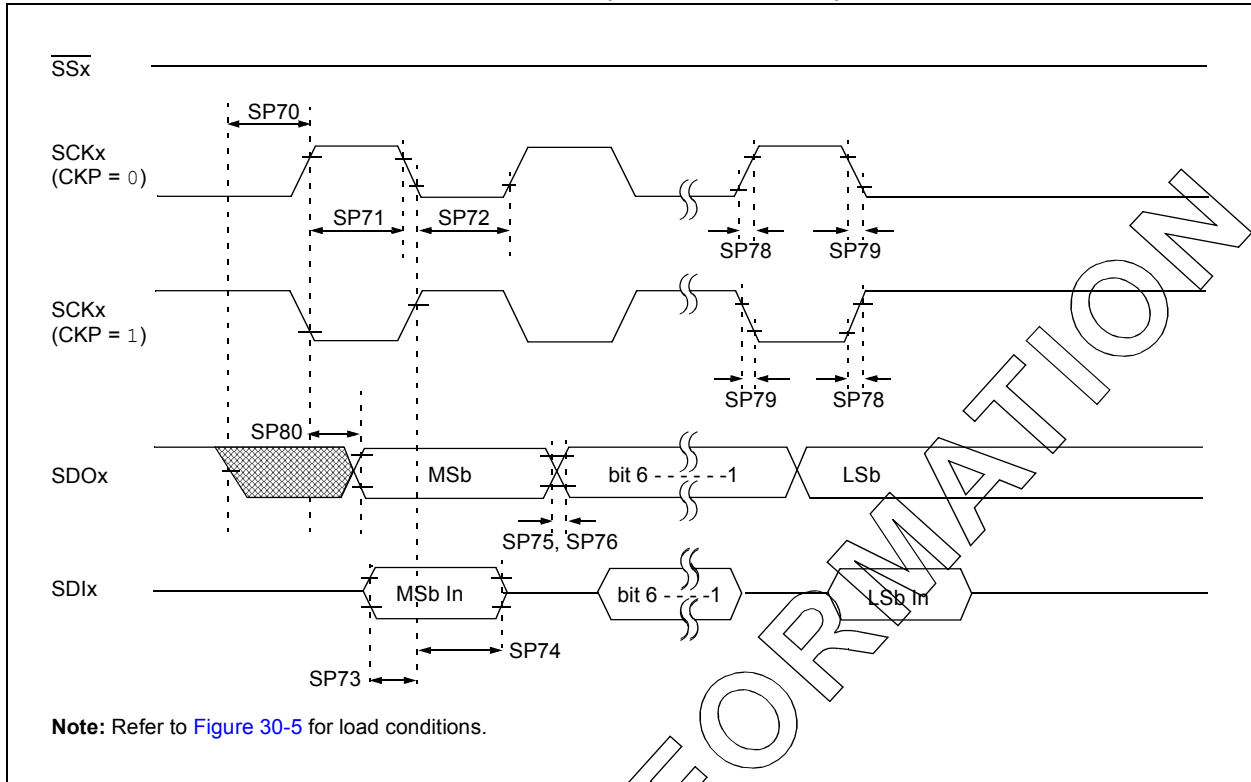 SSx
SP70
SCKx
(CKP = 0)
SP71
SP72
SP78
SP79
SCKx
(CKP = 1)
SP79
SP78
SP80
SDOx
MSb
bit 6 - - - - - -1
LSb
SP75, SP76
SDIx
MSb In
bit 6 - - - - -1
LSb In
SP74
SP73
Note: Refer to Figure 30-5 for load conditions.
FORMATION